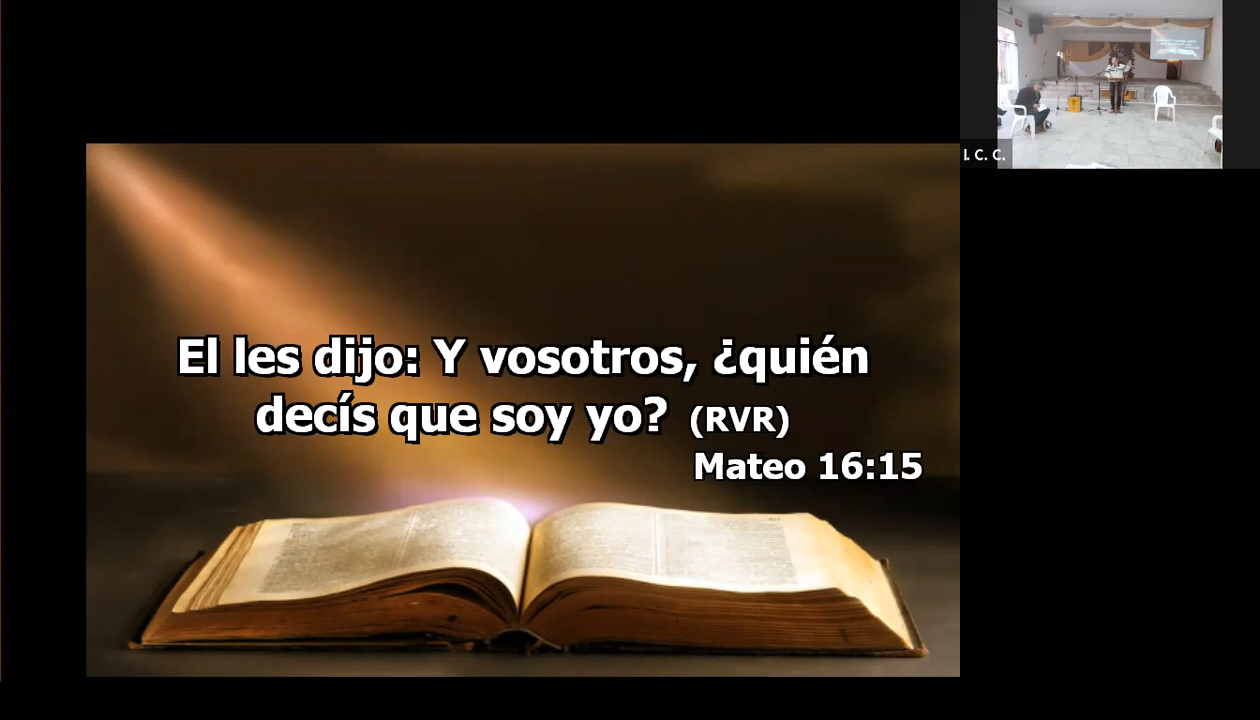 El les dijo: Y vosotros, ¿quién
decís que soy yo? (RVR)
Mateo 16:15
I. C. C.